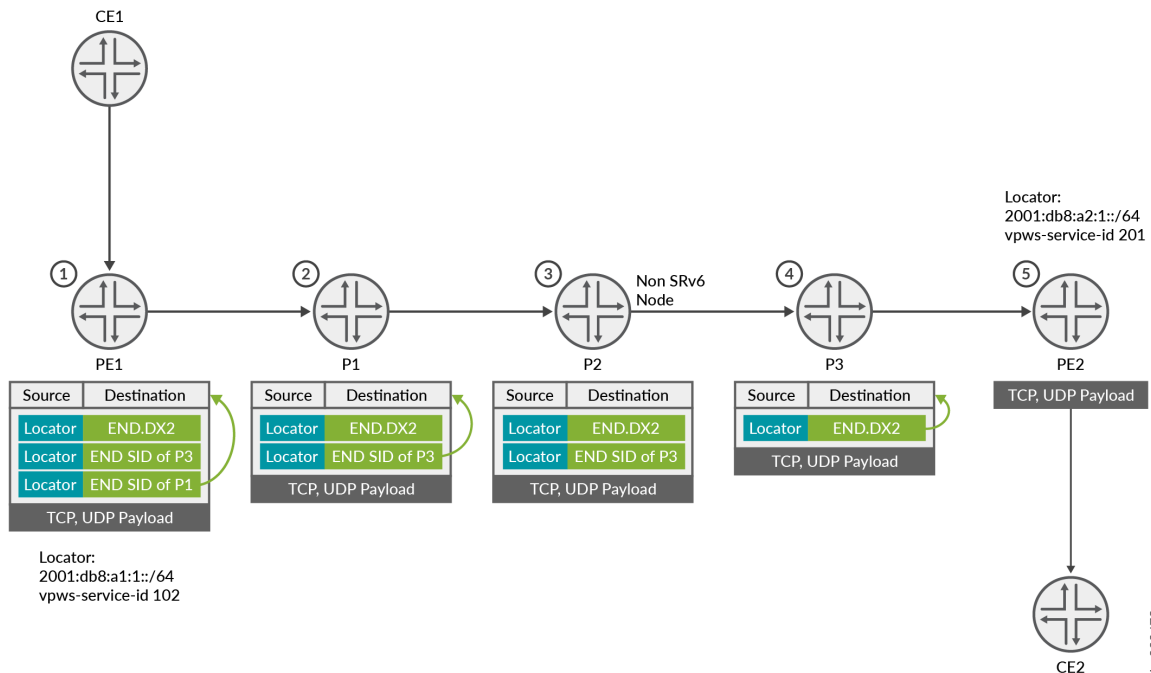 CE1
Locator:
2001:db8:a2:1::/64
vpws-service-id 201
1
2
3
Non SRv6
Node
4
5
PE1
P1
P2
P3
PE2
Source Destination
Locator END.DX2
Locator END SID of P3
Locator END SID of P1
TCP, UDP Payload
Source Destination
Locator END.DX2
Locator END SID of P3
TCP, UDP Payload
Source Destination
Locator END.DX2
Locator END SID of P3
TCP, UDP Payload
Source Destination
Locator END.DX2
TCP, UDP Payload
TCP, UDP Payload
Locator:
2001:db8:a1:1::/64
vpws-service-id 102
CE2